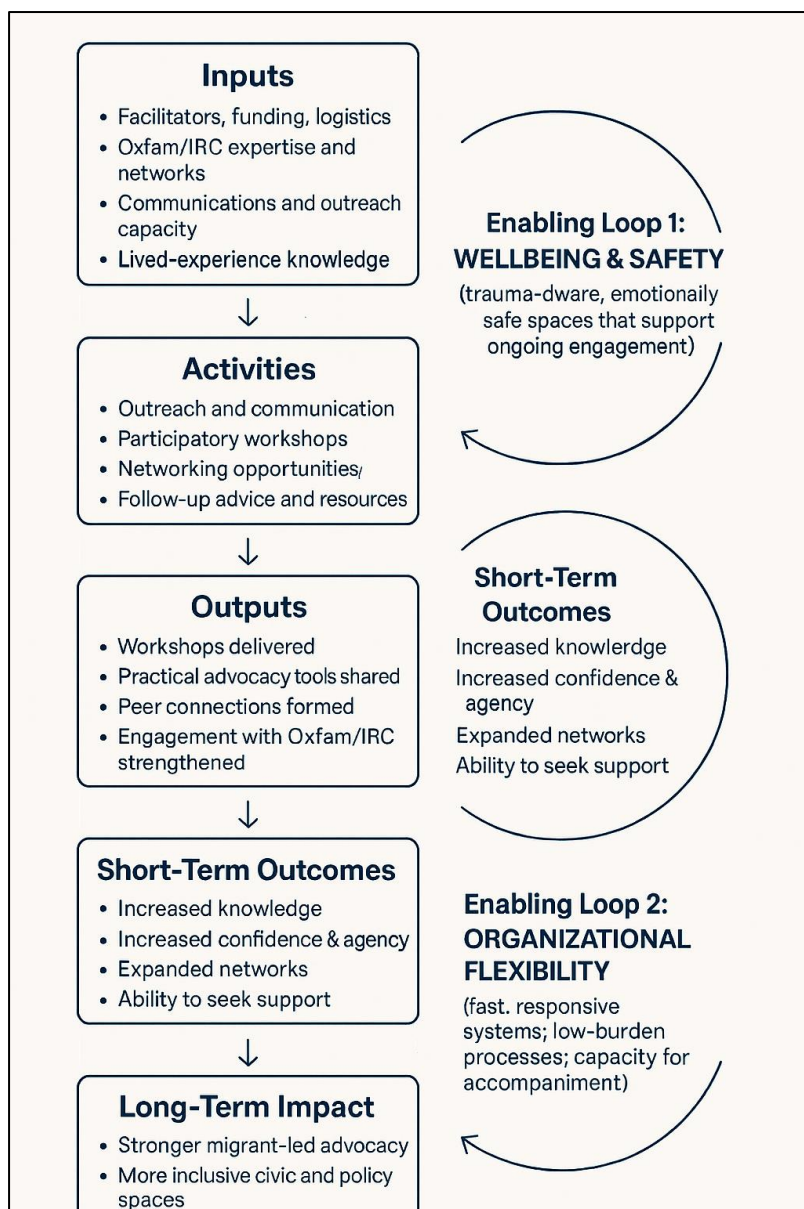 Inputs
• Facilitators, funding, logistics
• Oxfam/IRC expertise and
networks
• Communications and outreach
capacity
• Lived-experience knowledge
Activities
• Outreach and communication
• Participatory workshops
• Networking opportunities/
• Follow-up advice and resources
Outputs
• Workshops delivered
• Practical advocacy tools shared
• Peer connections formed
• Engagement with Oxfam/IRC
strengthened
Short-Term Outcomes
• Increased knowledge
• Increased confidence & agency
• Expanded networks
• Ability to seek support
Long-Term Impact
• Stronger migrant-led advocacy
• More inclusive civic and policy
spaces
Enabling Loop 1:
WELLBEING & SAFETY
(trauma-dware, emotionaily
safe spaces that support
ongoing engagement)
Short-Term
Outcomes
Increased knowlerdge
Increased confidence &
agency
Expanded networks
Ability to seek support
Enabling Loop 2:
ORGANIZATIONAL
FLEXIBILITY
(fast. responsive
systems; low-burden
processes; capacity for
accompaniment)